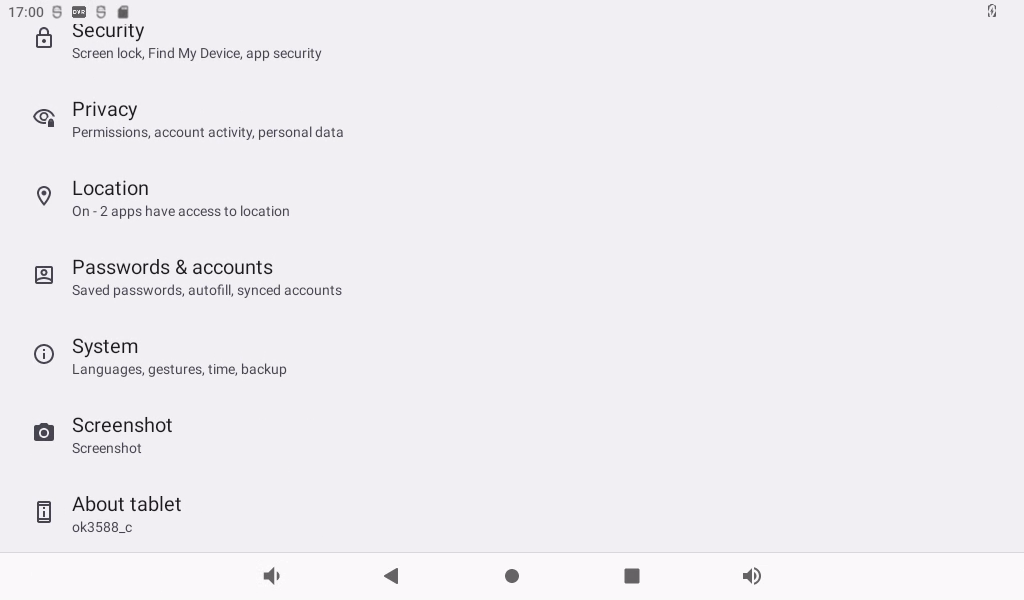 17:00
DVR
Security
Screen lock, Find My Device, app security
Privacy
Permissions, account activity, personal data
Location
On - 2 apps have access to location
Passwords & accounts
Saved passwords, autofill, synced accounts
System
Languages, gestures, time, backup
Screenshot
Screenshot
About tablet
ok3588_c